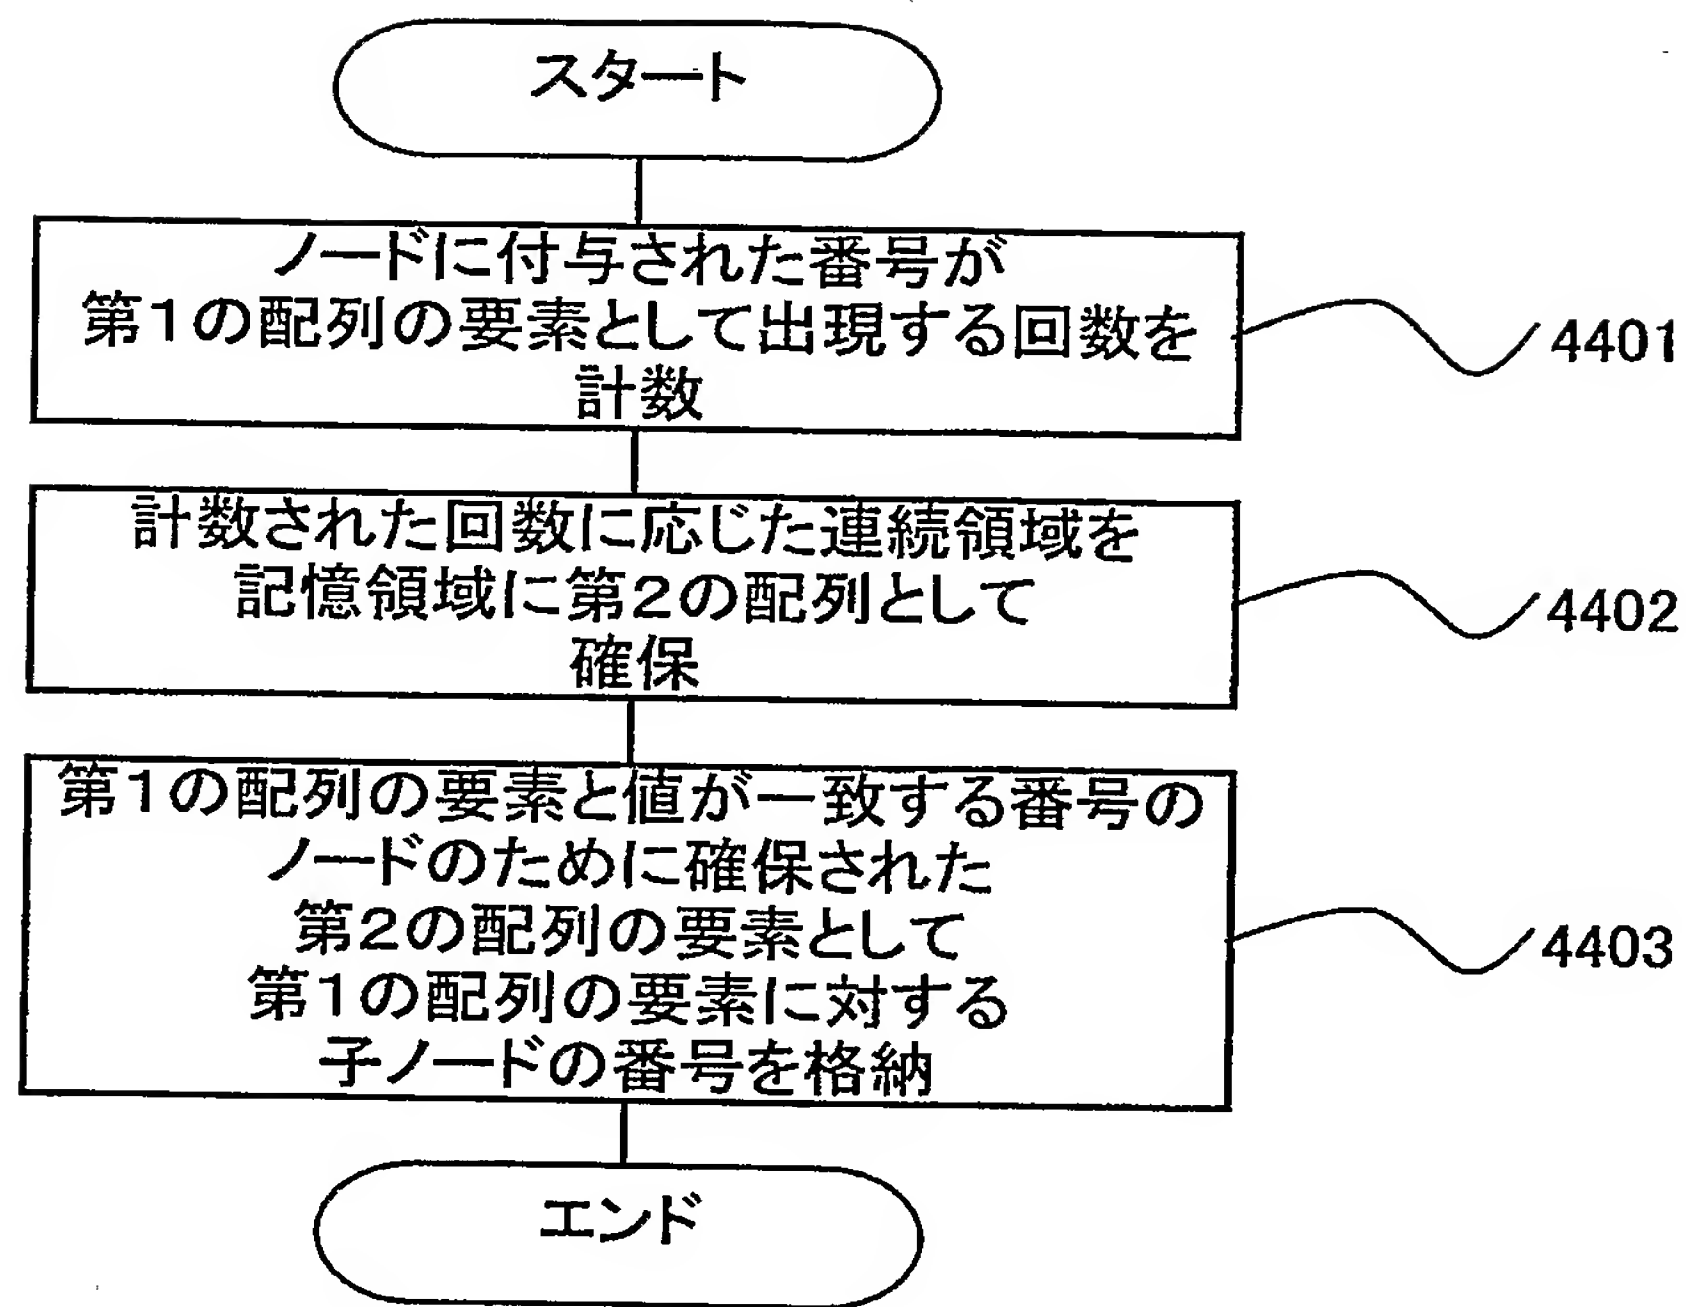 スタート
ノードに付与された番号が
第1の配列の要素として出現する回数を
計数
4401
計数された回数に応じた連続領域を
記憶領域に第2の配列として
確保
4402
第1の配列の要素と値が一致する番号の
ノードのために確保された
第2の配列の要素として
第1の配列の要素に対する
子ノードの番号を格納
4403
エンド